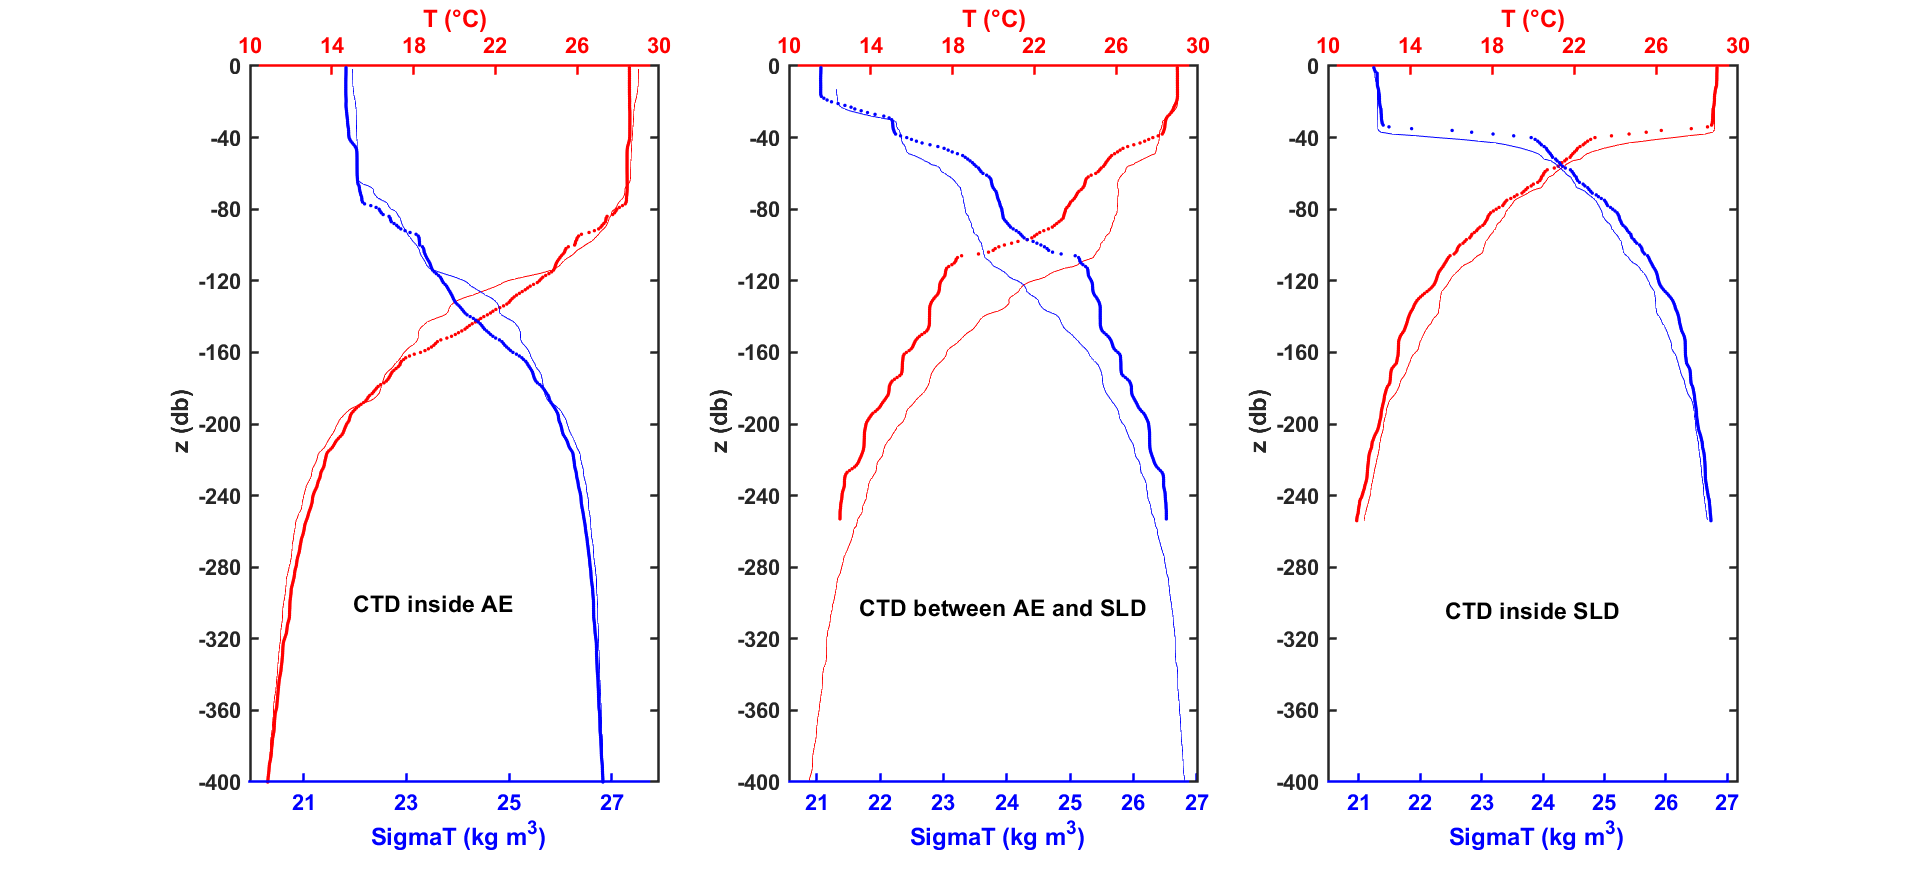 T (°C)
10 14 18 22 26 30
0
-40
-80
-120
-160
-200
-240
-280
-320
-360
-400
z (db)
CTD inside AE
21 23 25 27
SigmaT (kg m³)
T (°C)
10 14 18 22 26 30
0
-40
-80
-120
-160
-200
-240
-280
-320
-360
-400
z (db)
CTD between AE and SLD
21 22 23 24 25 26 27
SigmaT (kg m³)
T (°C)
10 14 18 22 26 30
0
-40
-80
-120
-160
-200
-240
-280
-320
-360
-400
z (db)
CTD inside SLD
21 22 23 24 25 26 27
SigmaT (kg m³)